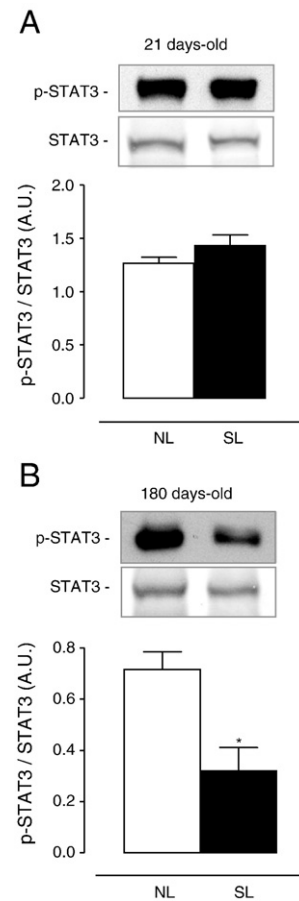 A
21 days-old
p-STAT3 -
STAT3 -
p-STAT3 / STAT3 (A.U.)
2.0
1.5
1.0
0.5
0.0
NL SL
B
180 days-old
p-STAT3 -
STAT3 -
p-STAT3 / STAT3 (A.U.)
0.8
0.6
0.4
0.2
0.0
*
NL SL